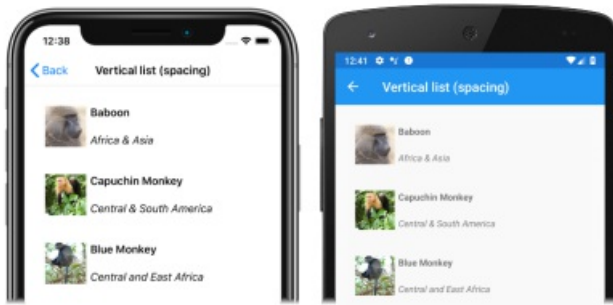 12:38
Back
Vertical list (spacing)
Baboon
Africa & Asia
Capuchin Monkey
Central & South America
Blue Monkey
Central and East Africa
12:41
Vertical list (spacing)
Baboon
Africa & Asia
Capuchin Monkey
Central & South America
Blue Monkey
Central and East Africa